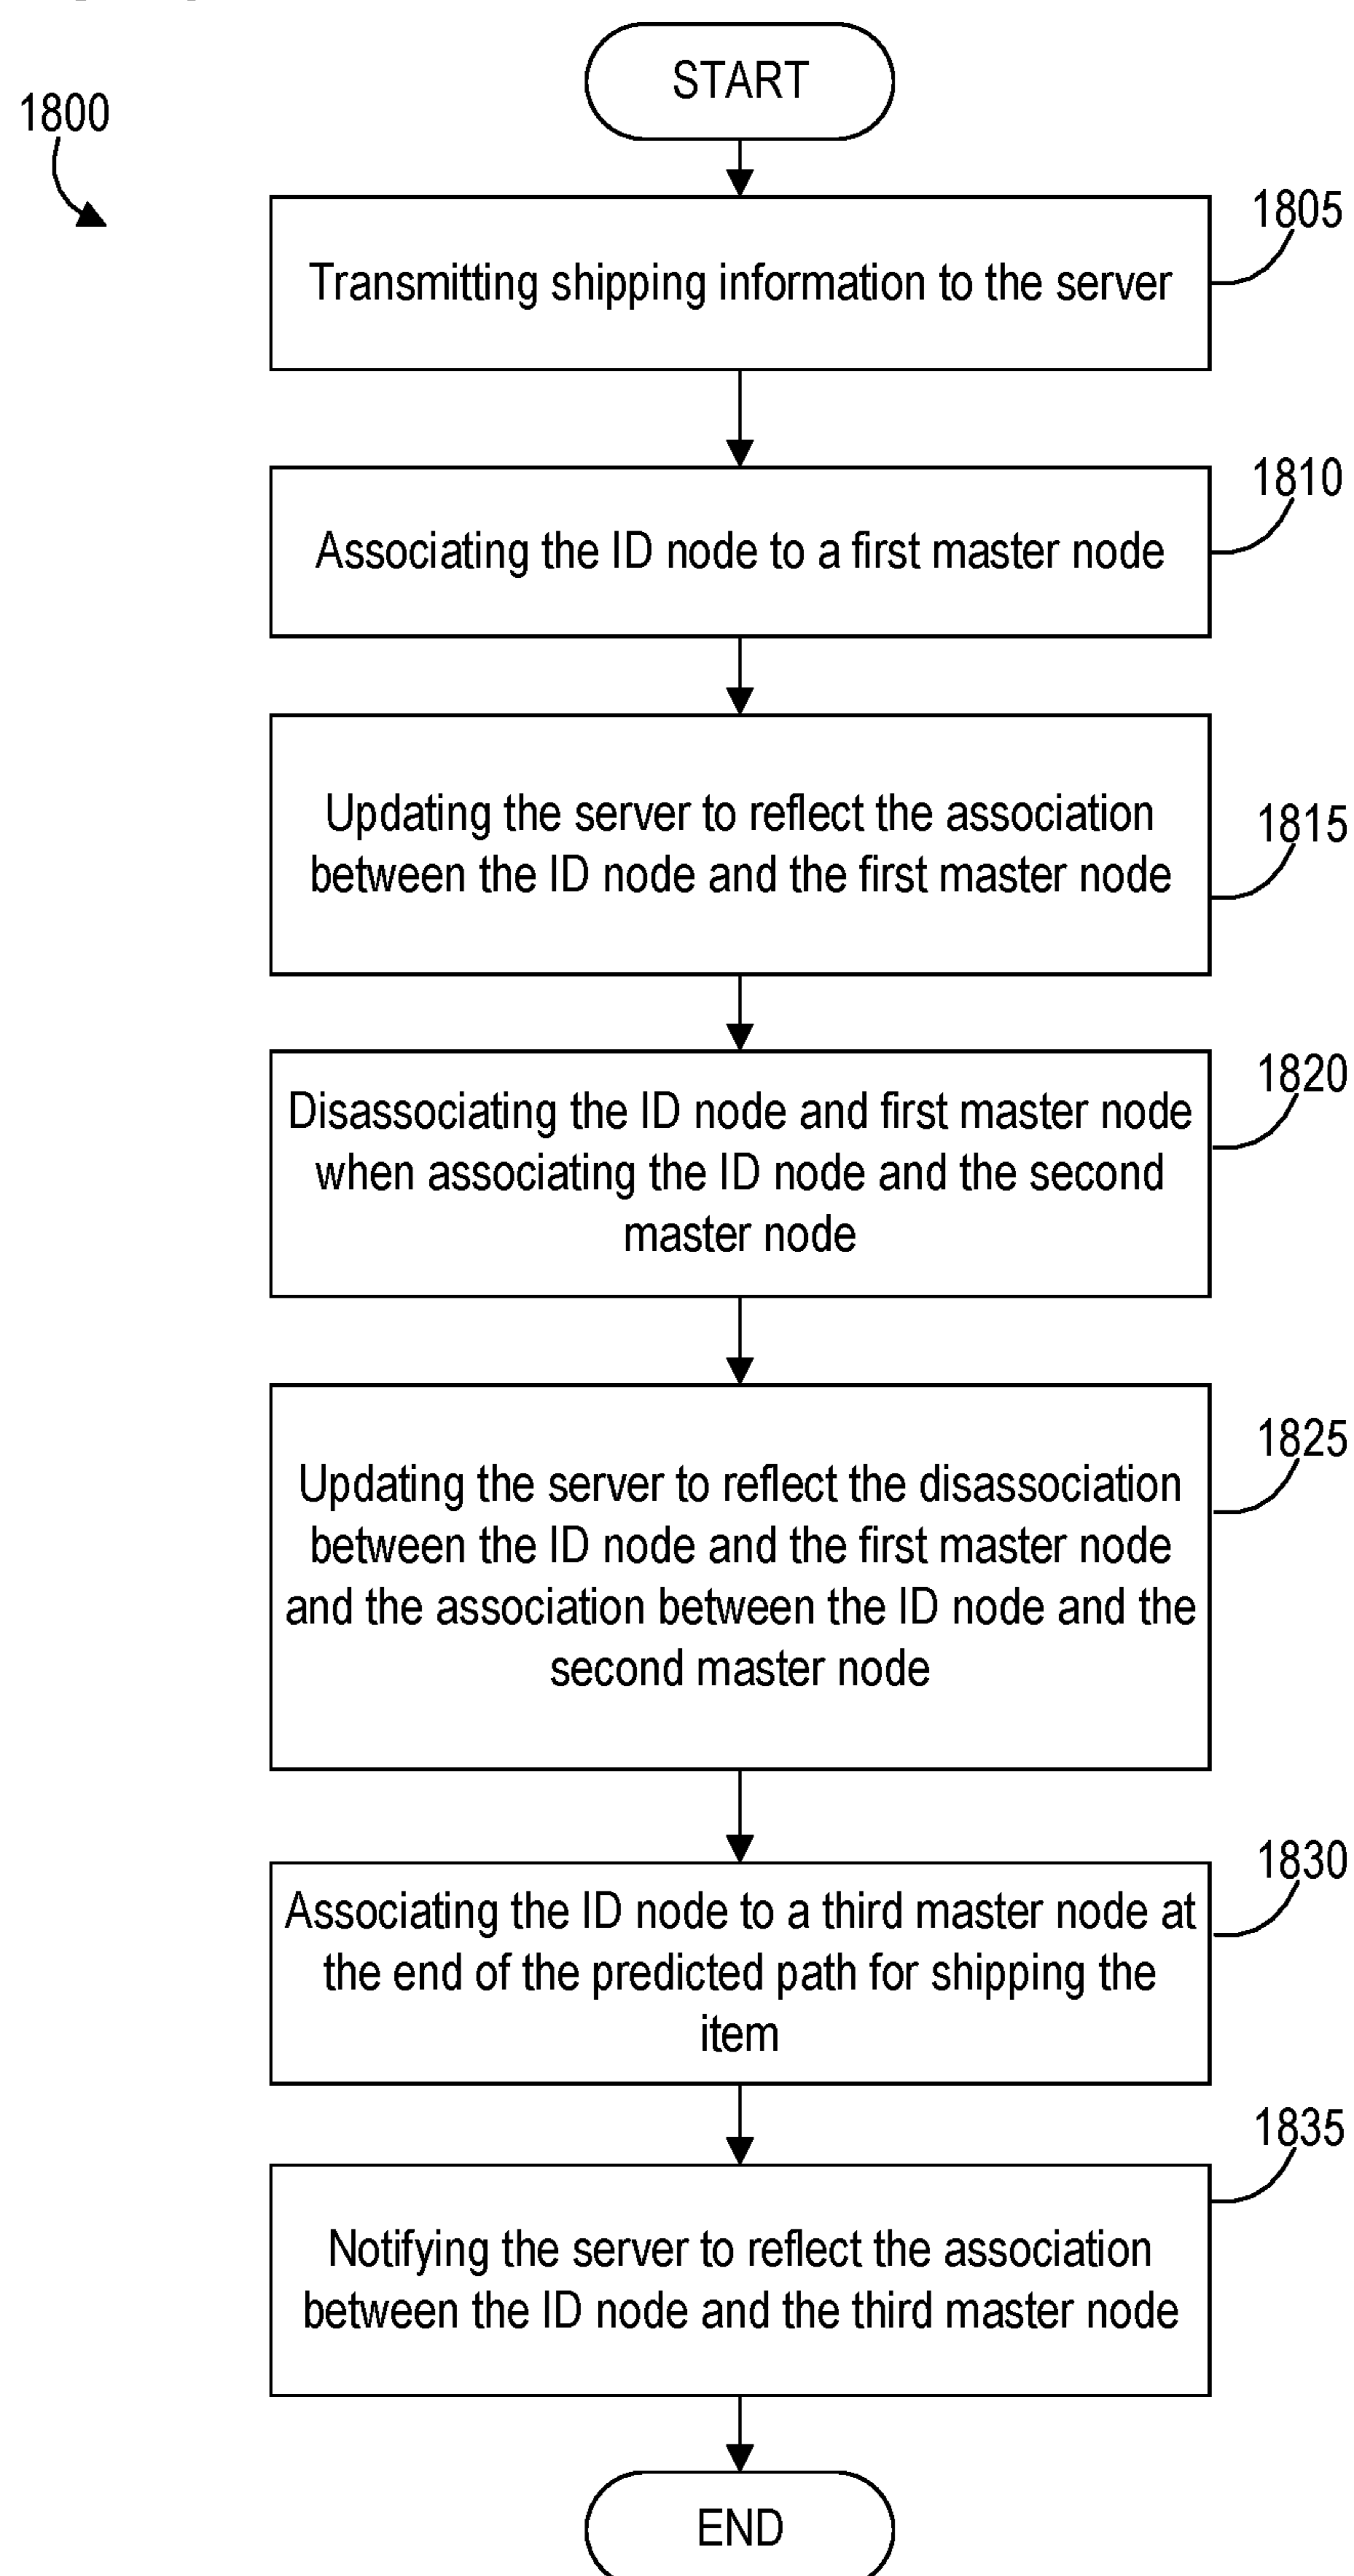 START
1800
1805
Transmitting shipping information to the server
1810
Associating the ID node to a first master node
1815
Updating the server to reflect the association
between the ID node and the first master node
1820
Disassociating the ID node and first master node
when associating the ID node and the second
master node
1825
Updating the server to reflect the disassociation
between the ID node and the first master node
and the association between the ID node and the
second master node
1830
Associating the ID node to a third master node at
the end of the predicted path for shipping the
item
1835
Notifying the server to reflect the association
between the ID node and the third master node
END